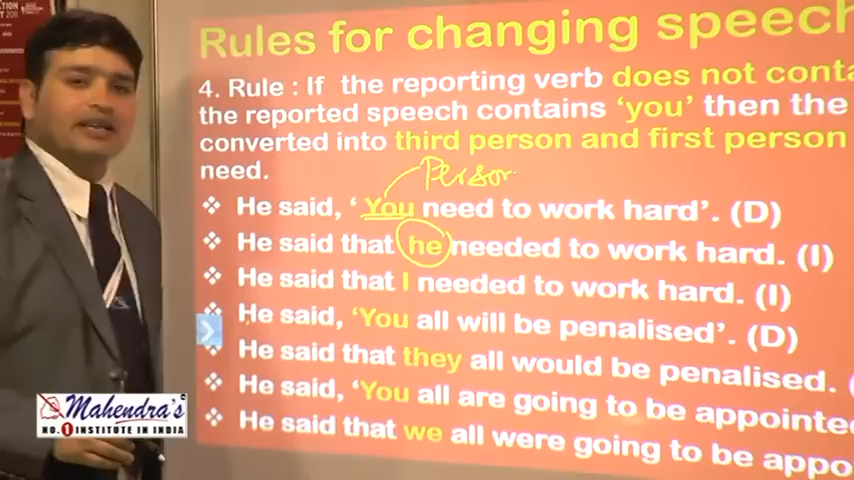 Rules for changing speech
4. Rule : If the reporting verb does not
the reported speech contains ‘you’ then the
converted into third person and first person
need.
Person
❖ He said, ‘You need to work hard’. (D)
❖ He said that he needed to work hard. (I)
❖ He said that I needed to work hard. (I)
❖ He said, ‘You all will be penalised’. (D)
❖ He said that they all would be penalised.
❖ He said, ‘You all are going to be
❖ He said that we all were going to be
Mahendra's
NO. 1 INSTITUTE IN INDIA